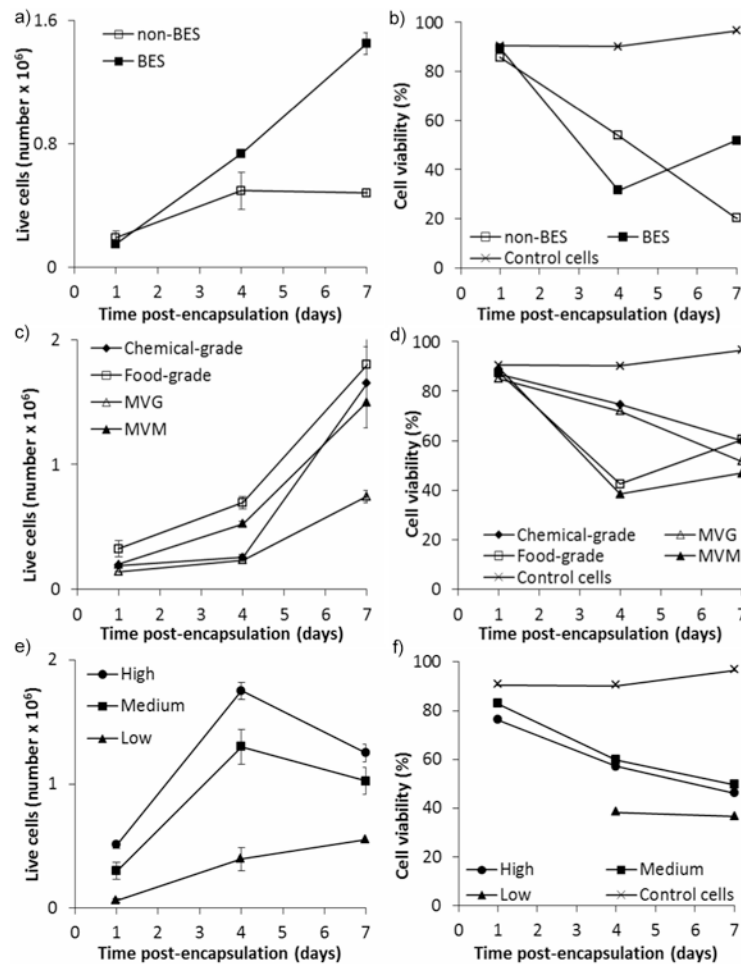 a)
1.6
0.8
0
Live cells (number x 10⁶)
non-BES
BES
0 1 2 3 4 5 6 7
Time post-encapsulation (days)
b)
100
80
60
40
20
0
Cell viability (%)
non-BES BES
Control cells
0 1 2 3 4 5 6 7
Time post-encapsulation (days)
c)
2
1
0
Live cells (number x 10⁶)
Chemical-grade
Food-grade
MVG
MVM
0 1 2 3 4 5 6 7
Time post-encapsulation (days)
d)
100
80
60
40
20
0
Cell viability (%)
Chemical-grade MVG
Food-grade MVM
Control cells
0 1 2 3 4 5 6 7
Time post-encapsulation (days)
e)
2
1
0
Live cells (number x 10⁶)
High
Medium
Low
0 1 2 3 4 5 6 7
Time post-encapsulation (days)
f)
100
80
60
40
20
0
Cell viability (%)
High Medium
Low Control cells
0 1 2 3 4 5 6 7
Time post-encapsulation (days)